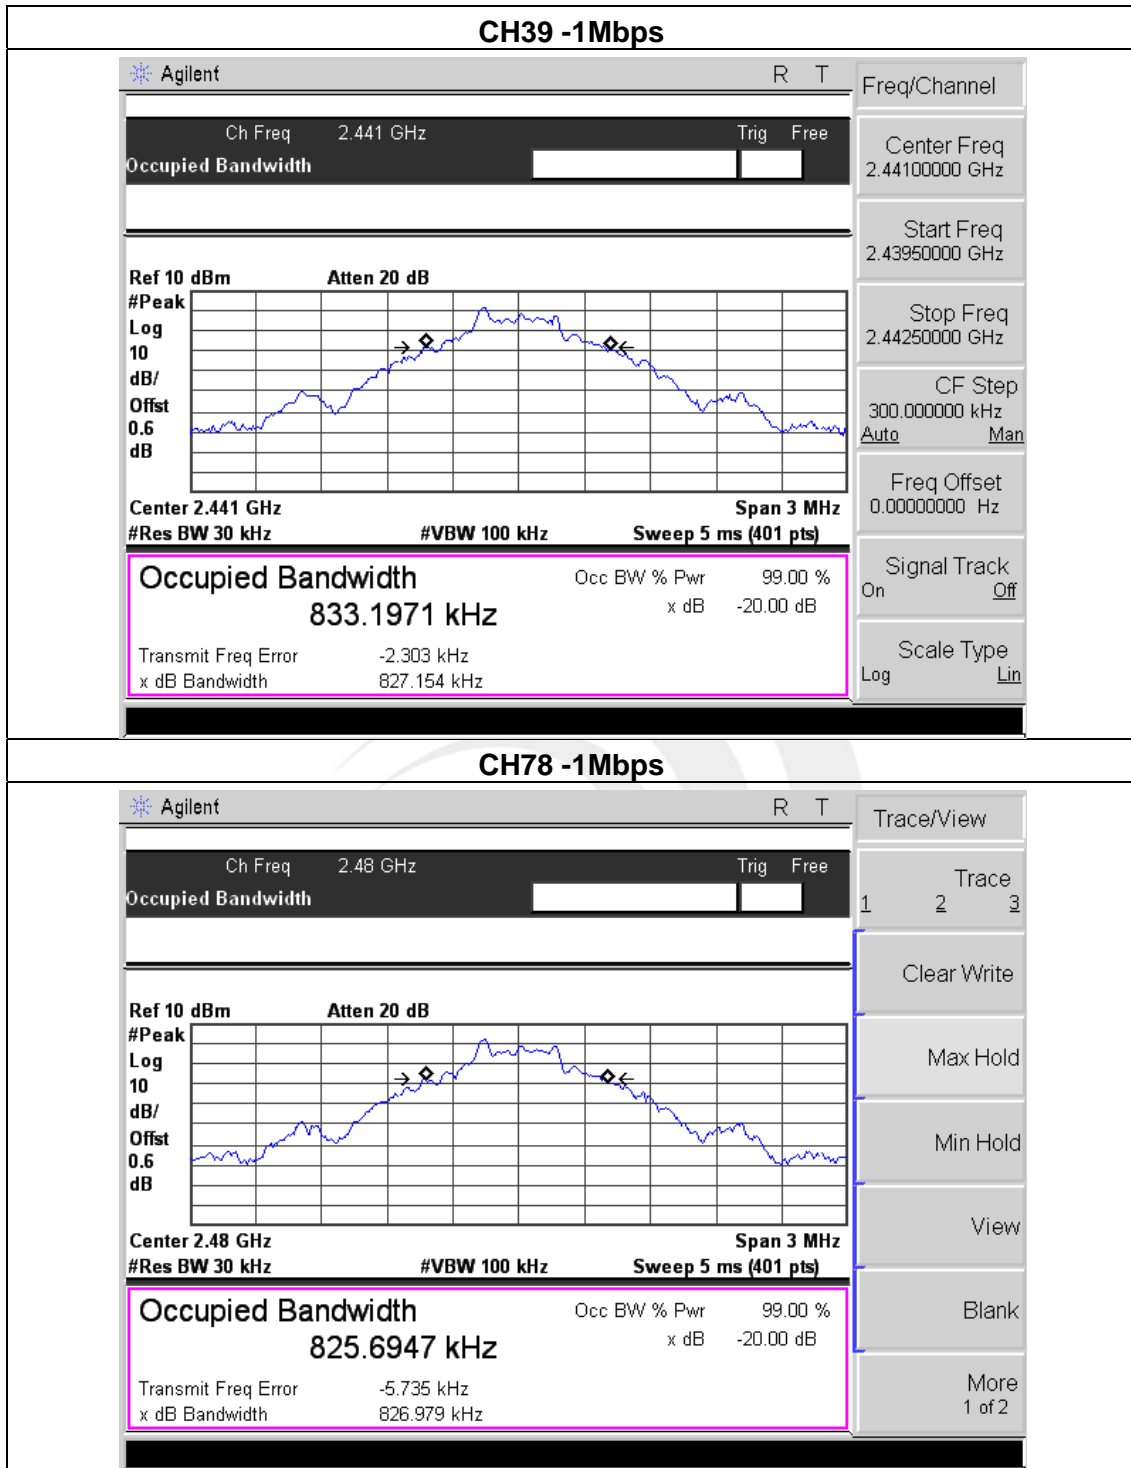 CH39 -1Mbps
Agilent R T
Freq/Channel
Ch Freq 2.441 GHz Trig Free
Occupied Bandwidth
Center Freq
2.44100000 GHz
Start Freq
2.43950000 GHz
Stop Freq
2.44250000 GHz
CF Step
300.000000 kHz
Auto Man
Freq Offset
0.00000000 Hz
Signal Track
On Off
Scale Type
Log Lin
Ref 10 dBm Atten 20 dB
#Peak
Log
10
dB/
Offst
0.6
dB
Center 2.441 GHz Span 3 MHz
#Res BW 30 kHz #VBW 100 kHz Sweep 5 ms (401 pts)
Occupied Bandwidth Occ BW % Pwr 99.00 %
833.1971 kHz x dB -20.00 dB
Transmit Freq Error -2.303 kHz
x dB Bandwidth 827.154 kHz
CH78 -1Mbps
Agilent R T
Trace/View
Ch Freq 2.48 GHz Trig Free
Occupied Bandwidth
Trace
1 2 3
Clear Write
Max Hold
Min Hold
View
Blank
More
1 of 2
Ref 10 dBm Atten 20 dB
#Peak
Log
10
dB/
Offst
0.6
dB
Center 2.48 GHz Span 3 MHz
#Res BW 30 kHz #VBW 100 kHz Sweep 5 ms (401 pts)
Occupied Bandwidth Occ BW % Pwr 99.00 %
825.6947 kHz x dB -20.00 dB
Transmit Freq Error -5.735 kHz
x dB Bandwidth 826.979 kHz